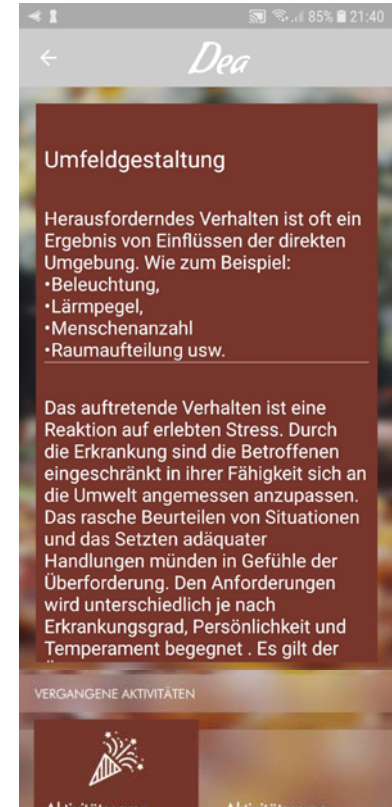 85% 21:40
Dea
Umfeldgestaltung
Herausforderndes Verhalten ist oft ein
Ergebnis von Einflüssen der direkten
Umgebung. Wie zum Beispiel:
•Beleuchtung,
•Lärmpegel,
•Menschenanzahl
•Raumaufteilung usw.
Das auftretende Verhalten ist eine
Reaktion auf erlebten Stress. Durch
die Erkrankung sind die Betroffenen
eingeschränkt in ihrer Fähigkeit sich an
die Umwelt angemessen anzupassen.
Das rasche Beurteilen von Situationen
und das Setzten adäquater
Handlungen münden in Gefühle der
Überforderung. Den Anforderungen
wird unterschiedlich je nach
Erkrankungsgrad, Persönlichkeit und
Temperament begegnet . Es gilt der
VERGANGENE AKTIVITÄTEN